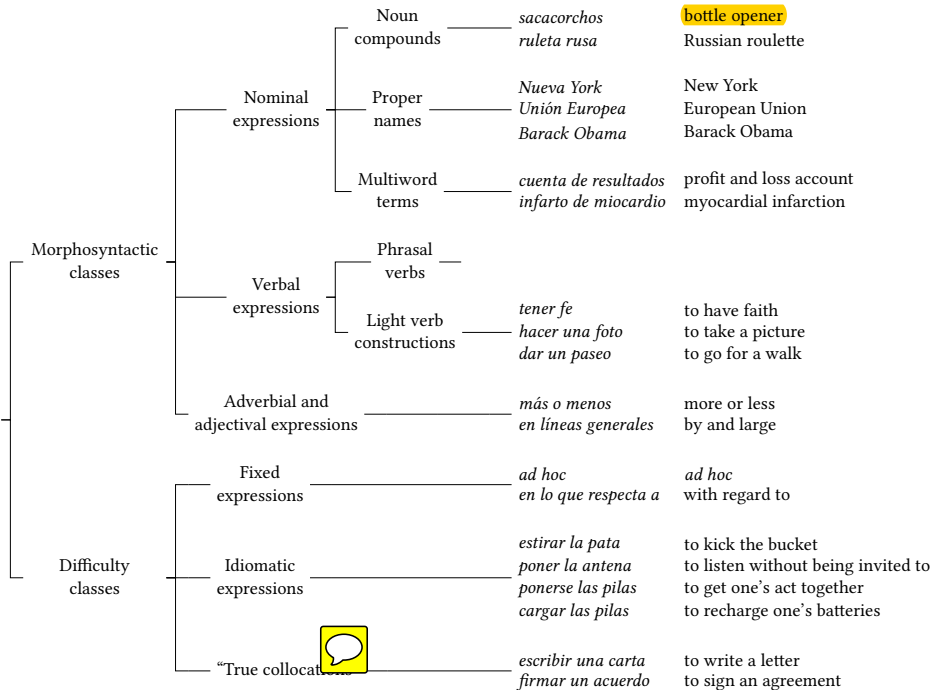 Noun
compounds
sacacorchos bottle opener
ruleta rusa Russian roulette
Nominal
expressions
Proper
names
Nueva York New York
Unión Europea European Union
Barack Obama Barack Obama
Multiword
terms
cuenta de resultados profit and loss account
infarto de miocardio myocardial infarction
Morphosyntactic
classes
Verbal
expressions
Phrasal
verbs
Light verb
constructions
tener fe to have faith
hacer una foto to take a picture
dar un paseo to go for a walk
Adverbial and
adjectival expressions
más o menos more or less
en líneas generales by and large
Difficulty
classes
Fixed
expressions
ad hoc ad hoc
en lo que respecta a with regard to
Idiomatic
expressions
estirar la pata to kick the bucket
poner la antena to listen without being invited to
ponerse las pilas to get one's act together
cargar las pilas to recharge one's batteries
“True
escribir una carta to write a letter
firmar un acuerdo to sign an agreement